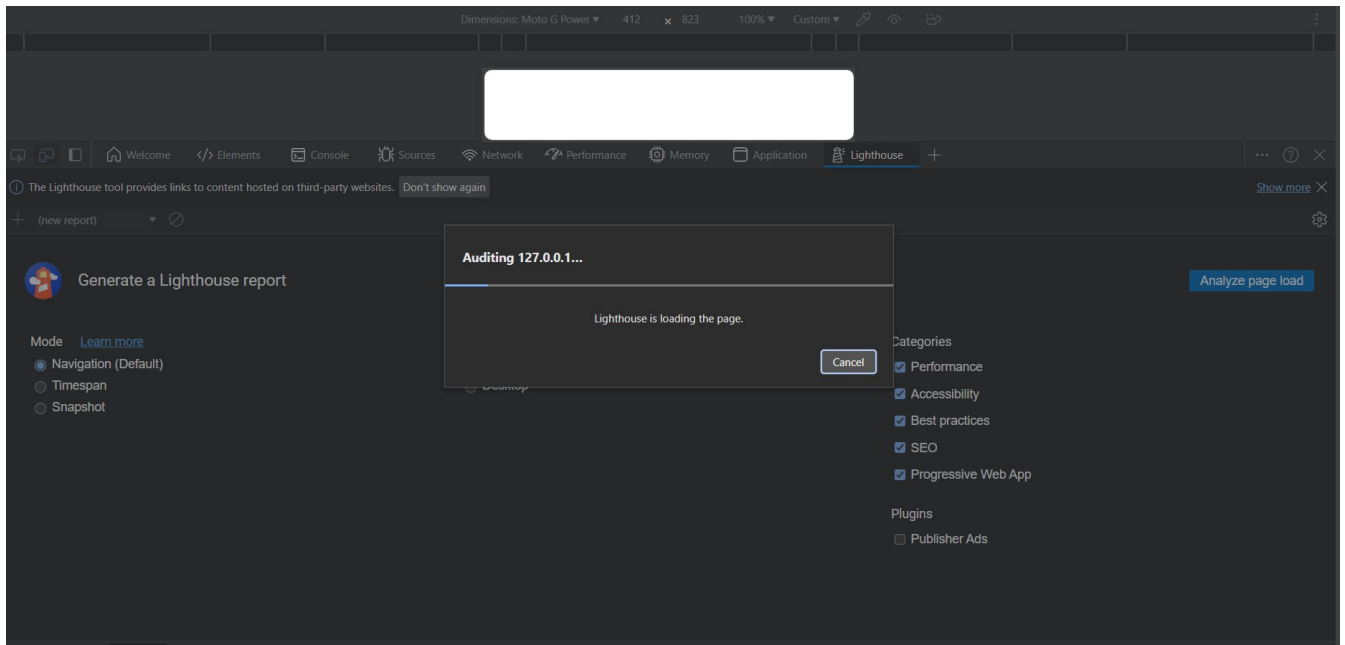 Dimensions: Moto G Power 412 x 823 100% Custom
Welcome </> Elements Console Sources Network Performance Memory Application Lighthouse
The Lighthouse tool provides links to content hosted on third-party websites. Don't show again Show more
(new report)
Generate a Lighthouse report
Analyze page load
Auditing 127.0.0.1...
Lighthouse is loading the page.
Cancel
Mode Learn more
Navigation (Default)
Timespan
Snapshot
Desktop
Categories
Performance
Accessibility
Best practices
SEO
Progressive Web App
Plugins
Publisher Ads